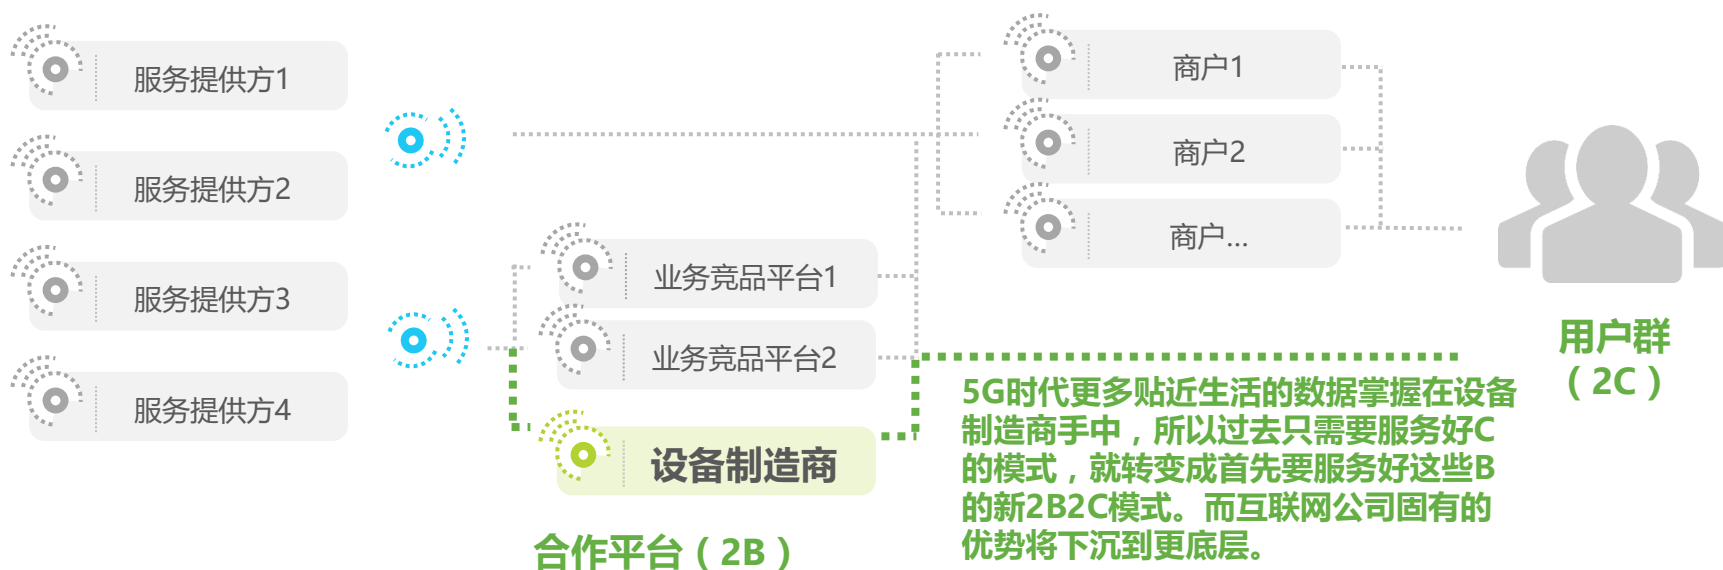 服务提供方1
服务提供方2
服务提供方3
服务提供方4
业务竞品平台1
业务竞品平台2
设备制造商
合作平台（2B）
商户1
商户2
商户...
用户群
（2C）
5G时代更多贴近生活的数据掌握在设备
制造商手中，所以过去只需要服务好C
的模式，就转变成首先要服务好这些B
的新2B2C模式。而互联网公司固有的
优势将下沉到更底层。